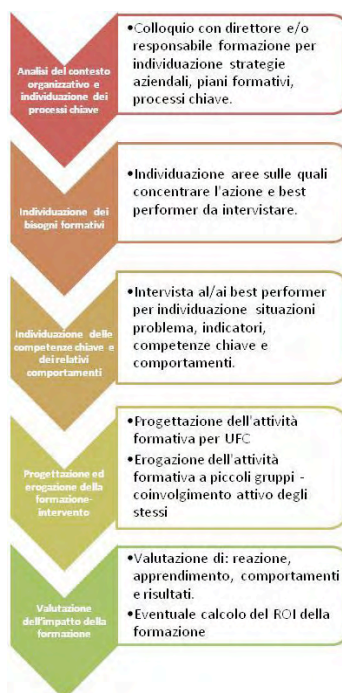 Analisi del contesto
organizzativo e
individuazione dei
processi chiave
•Colloquio con direttore e/o
responsabile formazione per
individuazione strategie
aziendali, piani formativi,
processi chiave.
Individuazione dei
bisogni formativi
•Individuazione aree sulle quali
concentrare l'azione e best
performer da intervistare.
Individuazione delle
competenze chiave e
dei relativi
comportamenti
•Intervista al/ai best performer
per individuazione situazioni
problema, indicatori,
competenze chiave e
comportamenti.
Progettazione ed
erogazione della
formazione-
intervento
•Progettazione dell'attività
formativa per UFC
•Erogazione dell'attività
formativa a piccoli gruppi -
coinvolgimento attivo degli
stessi
Valutazione
dell'impatto della
formazione
•Valutazione di: reazione,
apprendimento, comportamenti
e risultati.
•Eventuale calcolo del ROI della
formazione